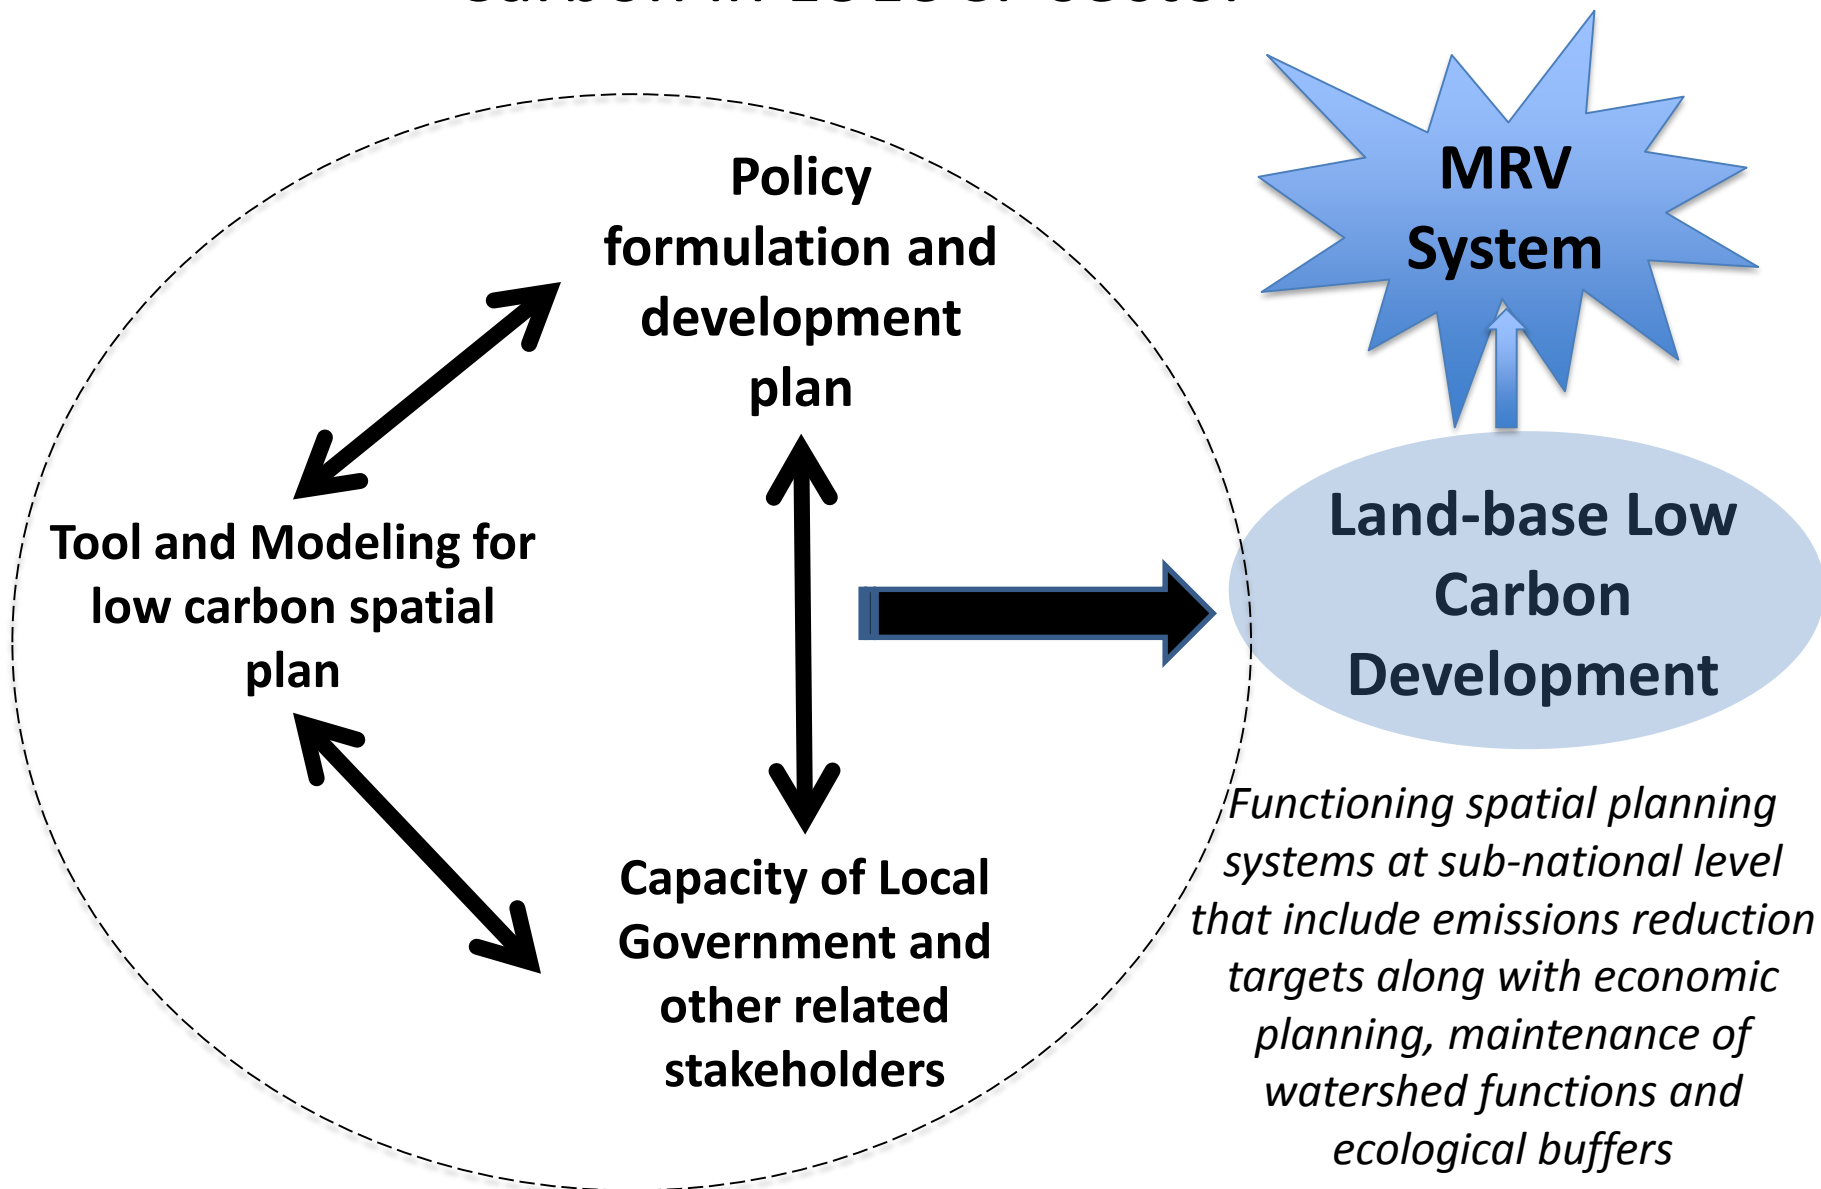 Policy
formulation and
development
plan
Tool and Modeling for
low carbon spatial
plan
Capacity of Local
Government and
other related
stakeholders
MRV
System
Land-base Low
Carbon
Development
Functioning spatial planning
systems at sub-national level
that include emissions reduction
targets along with economic
planning, maintenance of
watershed functions and
ecological buffers